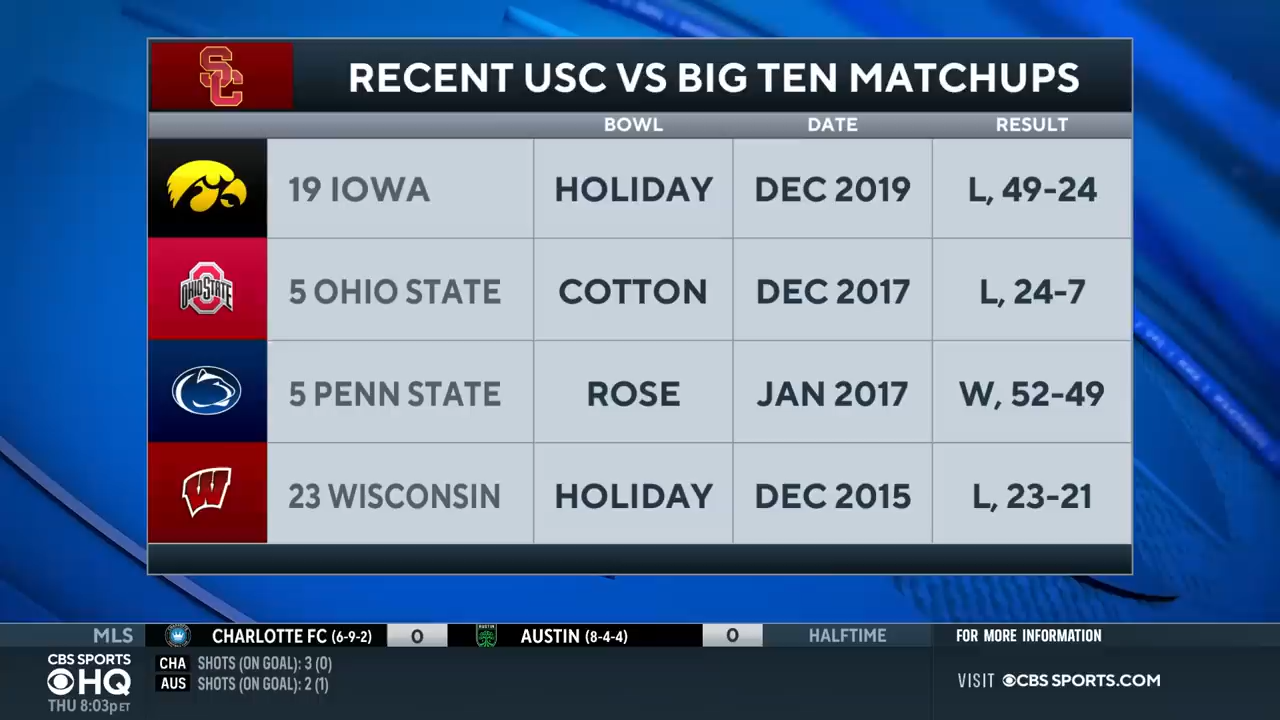 SC
RECENT USC VS BIG TEN MATCHUPS
BOWL DATE RESULT
19 IOWA HOLIDAY DEC 2019 L, 49-24
OHIO STATE
5 OHIO STATE COTTON DEC 2017 L, 24-7
5 PENN STATE ROSE JAN 2017 W, 52-49
W
23 WISCONSIN HOLIDAY DEC 2015 L, 23-21
MLS CHARLOTTE FC (6-9-2) 0 AUSTIN AUSTIN (8-4-4) 0 HALFTIME FOR MORE INFORMATION
CBS SPORTS
HQ
THU 8:03PET
CHA SHOTS (ON GOAL): 3 (0)
AUS SHOTS (ON GOAL): 2 (1)
VISIT CBS SPORTS.COM